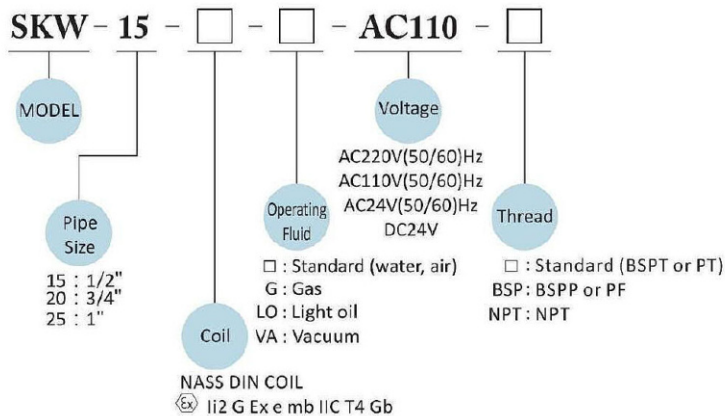 SKW - 15 - □ - □ - AC110 - □
MODEL
Voltage
AC220V(50/60)Hz
AC110V(50/60)Hz
AC24V(50/60)Hz
DC24V
Pipe
Size
15 : 1/2"
20 : 3/4"
25 : 1"
Operating
Fluid
□ : Standard (water, air)
G : Gas
LO : Light oil
VA : Vacuum
Thread
□ : Standard (BSPT or PT)
BSP : BSPP or PF
NPT : NPT
Coil
NASS DIN COIL
Ex Ii2 G Ex e mb IIC T4 Gb